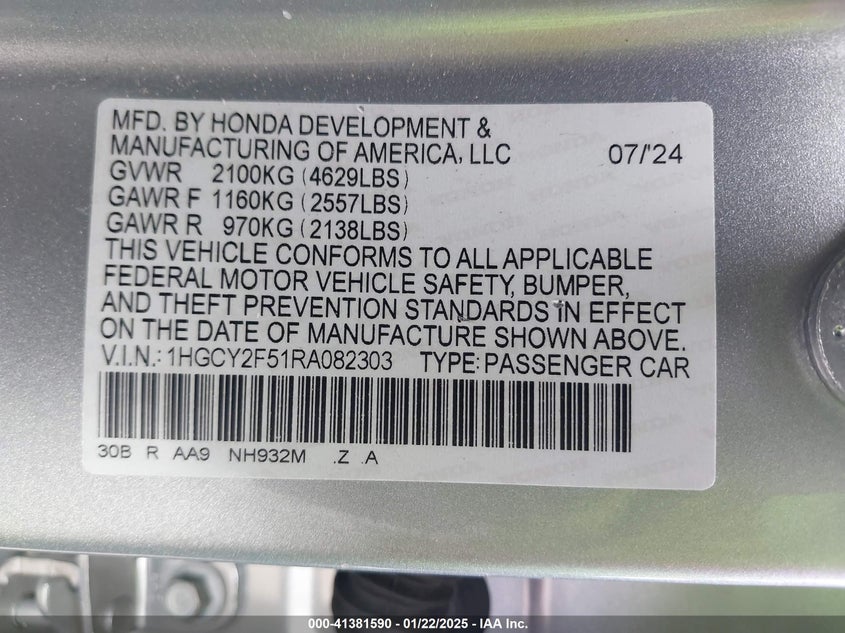 MFD. BY HONDA DEVELOPMENT &
MANUFACTURING OF AMERICA, LLC 07/'24
GVWR 2100KG (4629LBS)
GAWR F 1160KG (2557LBS)
GAWR R 970KG (2138LBS)
THIS VEHICLE CONFORMS TO ALL APPLICABLE
FEDERAL MOTOR VEHICLE SAFETY, BUMPER,
AND THEFT PREVENTION STANDARDS IN EFFECT
ON THE DATE OF MANUFACTURE SHOWN ABOVE.
V.I.N.: 1HGCY2F51RA082303 TYPE: PASSENGER CAR
30B R AA9 NH932M .Z .A
000-41381590 - 01/22/2025 - IAA Inc.